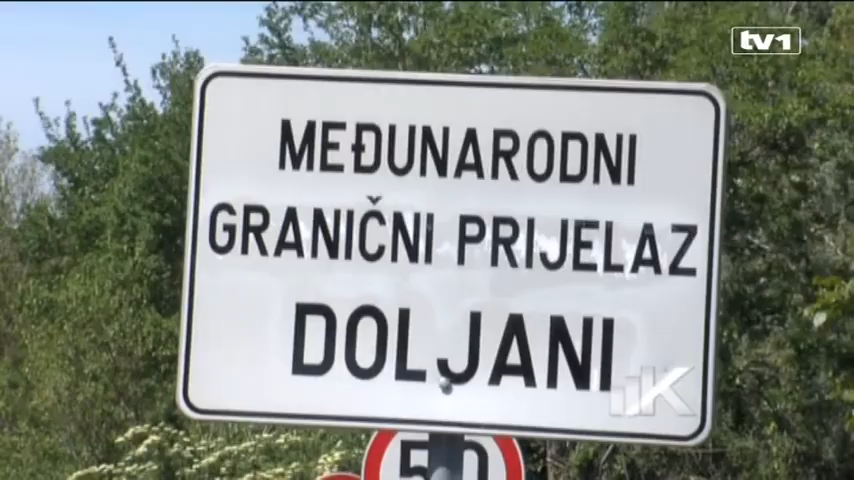 tv1
MEĐUNARODNI
GRANIČNI PRIJELAZ
DOLJANI
K
50